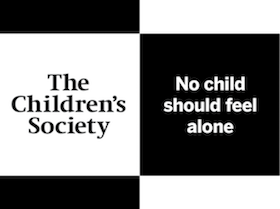 The
Children's
Society
No child
should feel
alone